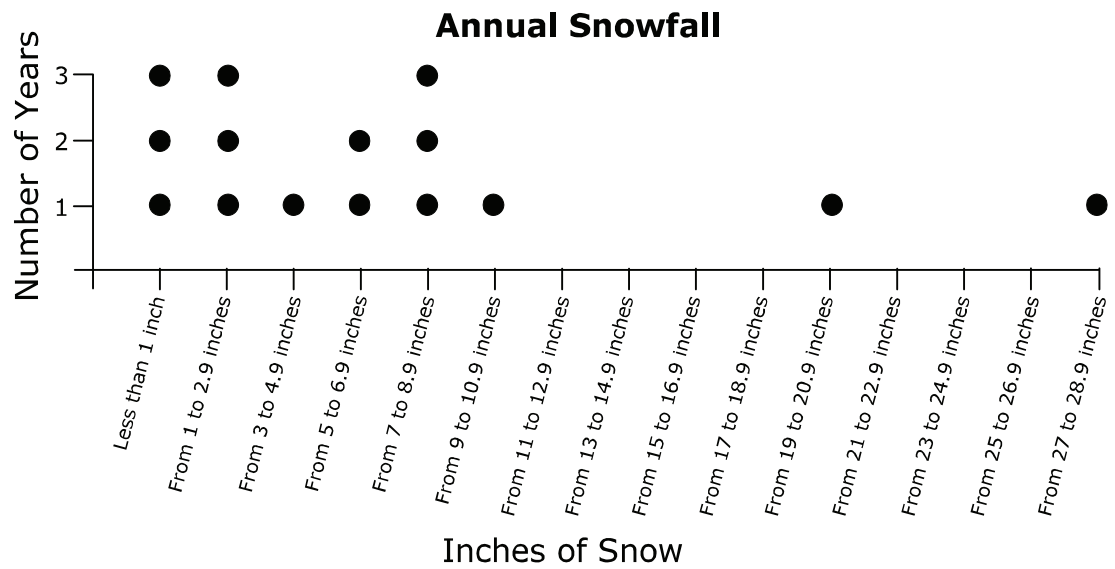 Annual Snowfall
Number of Years
3
2
1
Less than 1 inch
From 1 to 2.9 inches
From 3 to 4.9 inches
From 5 to 6.9 inches
From 7 to 8.9 inches
From 9 to 10.9 inches
From 11 to 12.9 inches
From 13 to 14.9 inches
From 15 to 16.9 inches
From 17 to 18.9 inches
From 19 to 20.9 inches
From 21 to 22.9 inches
From 23 to 24.9 inches
From 25 to 26.9 inches
From 27 to 28.9 inches
Inches of Snow